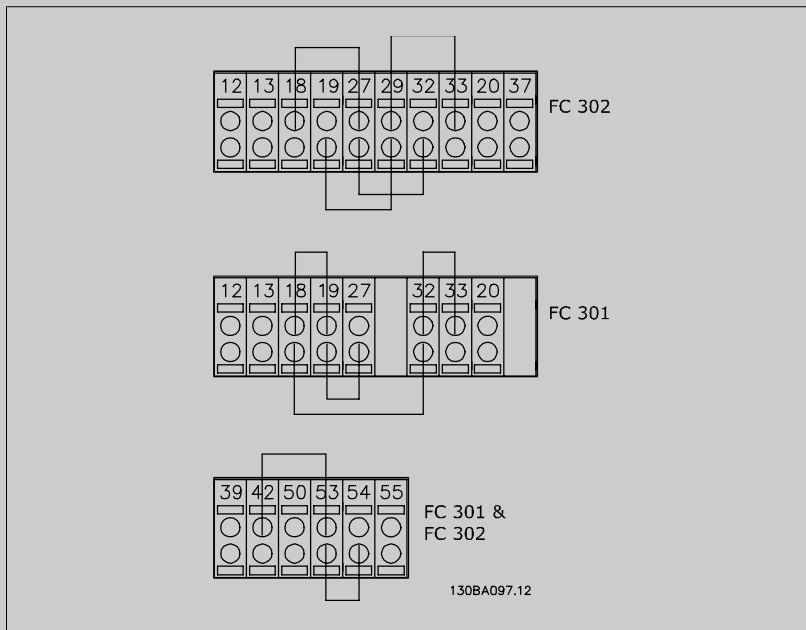 12 13 18 19 27 29 32 33 20 37
FC 302
12 13 18 19 27 32 33 20
FC 301
39 42 50 53 54 55
FC 301 &
FC 302
130BA097.12